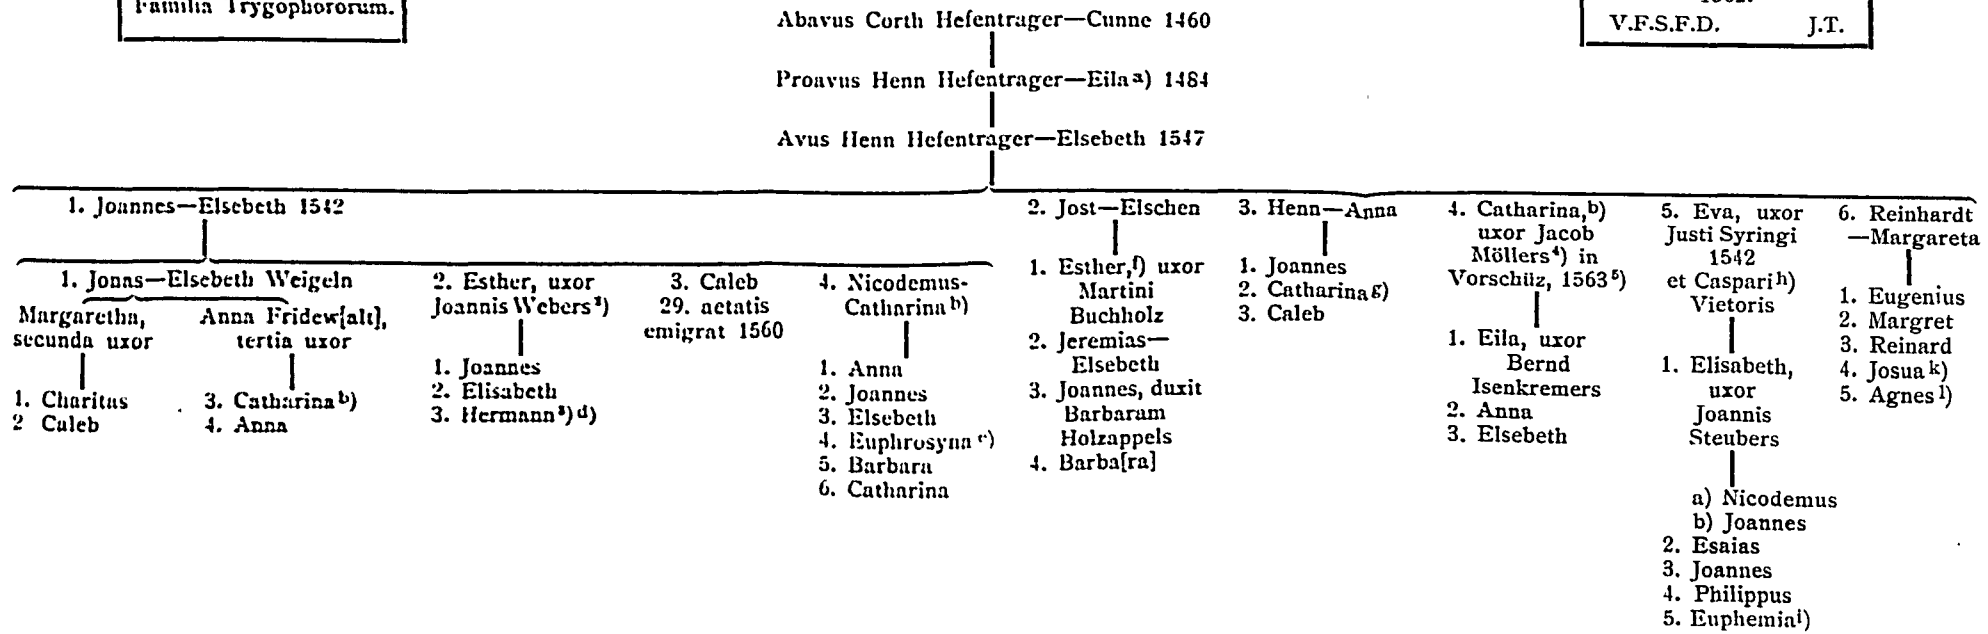 Familia Trygophororum.
V.F.S.F.D. J.T.
Abavus Corth Hefentrager—Cunne 1460
Proavus Henn Hefentrager—Eila a) 1484
Avus Henn Hefentrager—Elsebeth 1547
1. Joannes—Elsebeth 1542
1. Jonas—Elsebeth Weigeln
Margaretha,
secunda uxor
1. Charitas
2 Caleb
Anna Fridew[alt],
tertia uxor
3. Catharina b)
4. Anna
2. Esther, uxor
Joannis Webers ³)
1. Joannes
2. Elisabeth
3. Hermann ³) d)
3. Caleb
29. aetatis
emigrat 1560
4. Nicodemus-
Catharina b)
1. Anna
2. Joannes
3. Elsebeth
4. Euphrosyna c)
5. Barbara
6. Catharina
2. Jost—Elschen
1. Esther, f) uxor
Martini
Buchholz
2. Jeremias—
Elsebeth
3. Joannes, duxit
Barbaram
Holzappels
4. Barba[ra]
3. Henn—Anna
1. Joannes
2. Catharina g)
3. Caleb
4. Catharina, b)
uxor Jacob
Möllers ⁴) in
Vorschüz, 1563 ⁵)
1. Eila, uxor
Bernd
Isenkremers
2. Anna
3. Elsebeth
5. Eva, uxor
Justi Syringi
1542
et Caspari h)
Vietoris
1. Elisabeth,
uxor
Joannis
Steubers
a) Nicodemus
b) Joannes
2. Esaias
3. Joannes
4. Philippus
5. Euphemia i)
6. Reinhardt
—Margareta
1. Eugenius
2. Margret
3. Reinard
4. Josua k)
5. Agnes l)